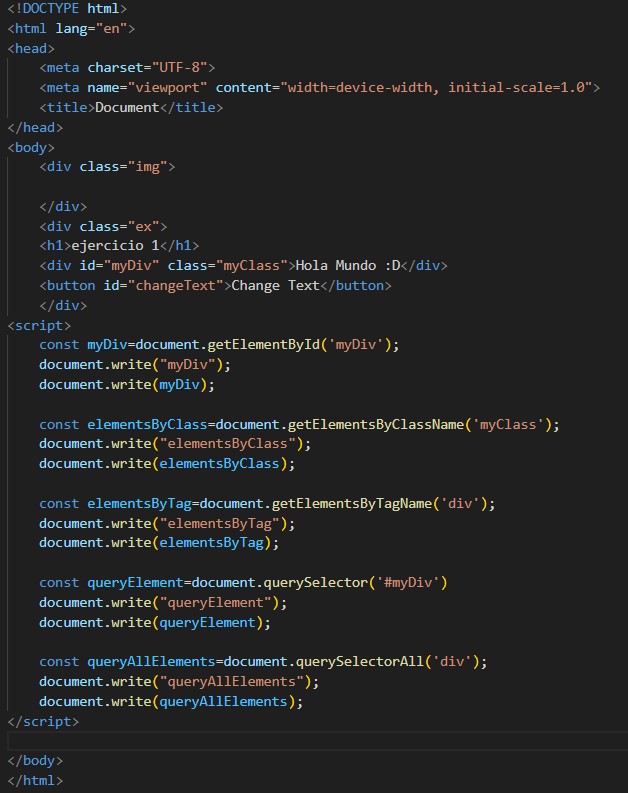 <!DOCTYPE html>
<html lang="en">
<head>
    <meta charset="UTF-8">
    <meta name="viewport" content="width=device-width, initial-scale=1.0">
    <title>Document</title>
</head>
<body>
    <div class="img">

    </div>
    <div class="ex">
    <h1>ejercicio 1</h1>
    <div id="myDiv" class="myClass">Hola Mundo :D</div>
    <button id="changeText">Change Text</button>
    </div>
<script>
    const myDiv=document.getElementById('myDiv');
    document.write("myDiv");
    document.write(myDiv);

    const elementsByClass=document.getElementsByClassName('myClass');
    document.write("elementsByClass");
    document.write(elementsByClass);

    const elementsByTag=document.getElementsByTagName('div');
    document.write("elementsByTag");
    document.write(elementsByTag);

    const queryElement=document.querySelector('#myDiv')
    document.write("queryElement");
    document.write(queryElement);

    const queryAllElements=document.querySelectorAll('div');
    document.write("queryAllElements");
    document.write(queryAllElements);
</script>

</body>
</html>